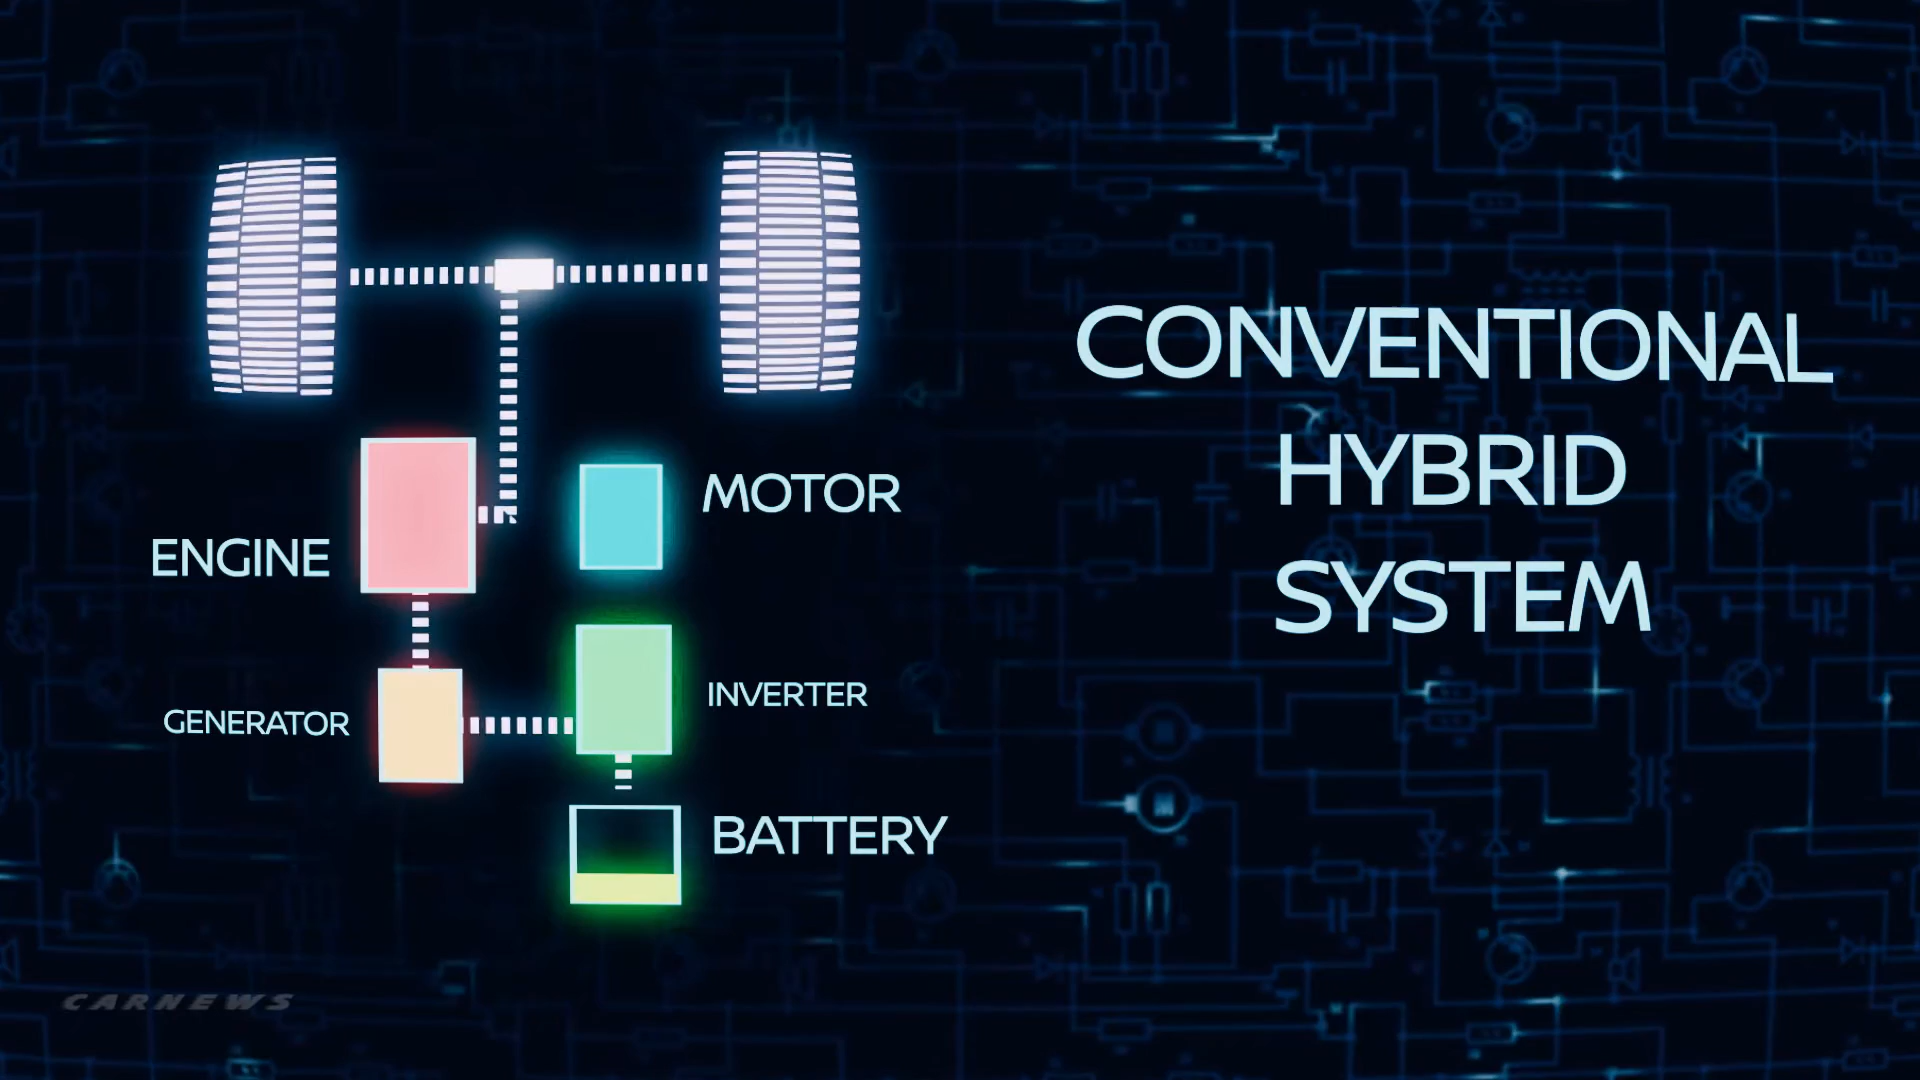 CONVENTIONAL
HYBRID
SYSTEM
MOTOR
ENGINE
INVERTER
GENERATOR
BATTERY
CARNEWS